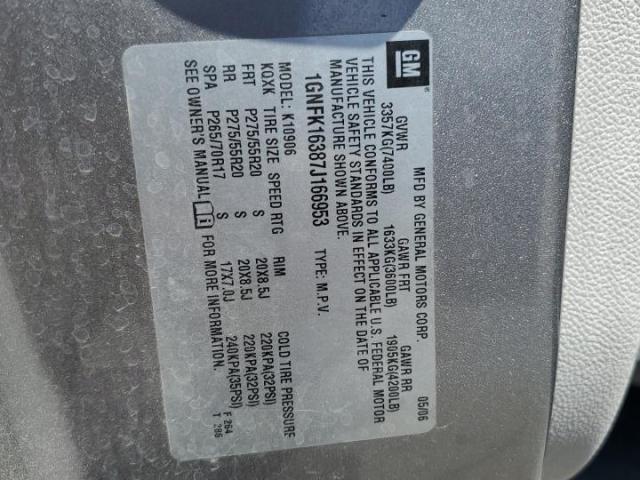 GM
®
MFD BY GENERAL MOTORS CORP. 05/06
GVWR GAWR FRT GAWR RR
3357KG(7400LB) 1633KG(3600LB) 1905KG(4200LB)
THIS VEHICLE CONFORMS TO ALL APPLICABLE U.S. FEDERAL MOTOR
VEHICLE SAFETY STANDARDS IN EFFECT ON THE DATE OF
MANUFACTURE SHOWN ABOVE.
1GNFK16387J166953 TYPE: M.P.V.
MODEL: K10906
KQXK TIRE SIZE SPEED RTG RIM COLD TIRE PRESSURE
FRT P275/55R20 S 20X8.5J 220KPA(32PSI)
RR P275/55R20 S 20X8.5J 220KPA(32PSI)
SPA P265/70R17 S 17X7.0J 240KPA(35PSI)
SEE OWNER'S MANUAL FOR MORE INFORMATION.
F 264
T 286